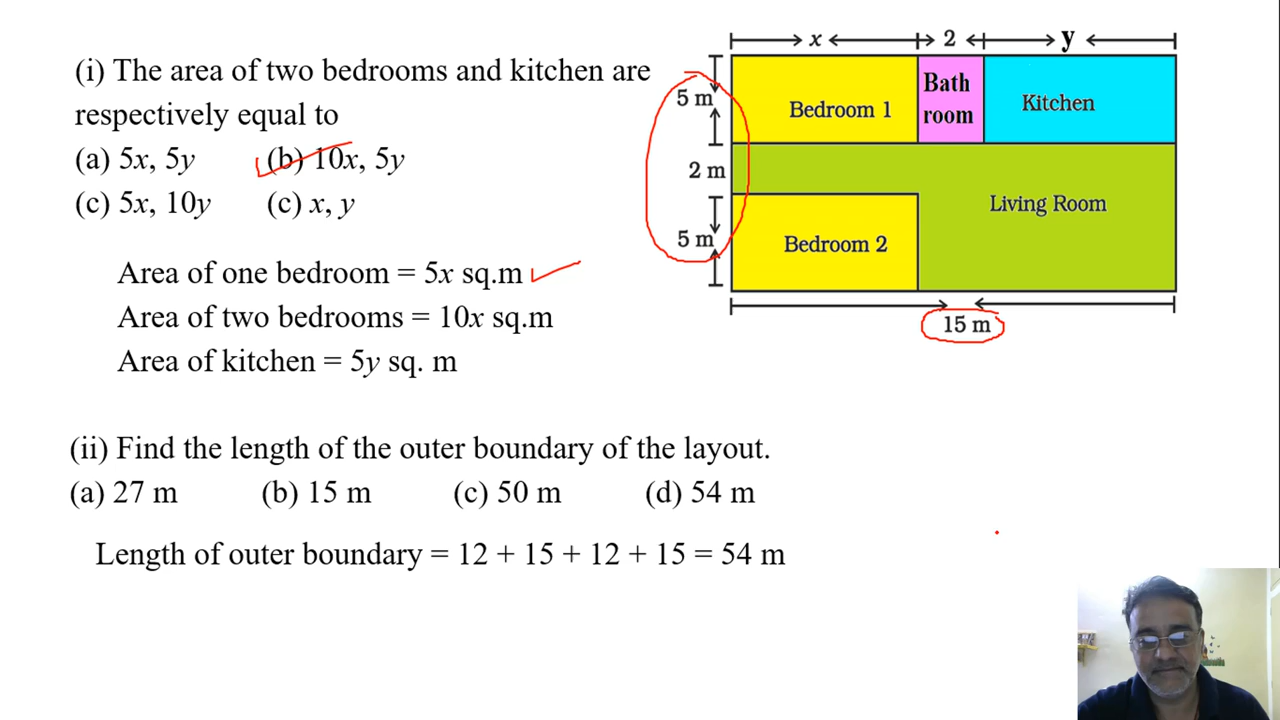 (i) The area of two bedrooms and kitchen are
respectively equal to
(a) 5x, 5y (b) 10x, 5y
(c) 5x, 10y (c) x, y
Area of one bedroom = 5x sq.m
Area of two bedrooms = 10x sq.m
Area of kitchen = 5y sq. m
(ii) Find the length of the outer boundary of the layout.
(a) 27 m (b) 15 m (c) 50 m (d) 54 m
Length of outer boundary = 12 + 15 + 12 + 15 = 54 m
x 2 y
5 m
Bedroom 1
Bath
room
Kitchen
2 m
Living Room
5 m
Bedroom 2
15 m